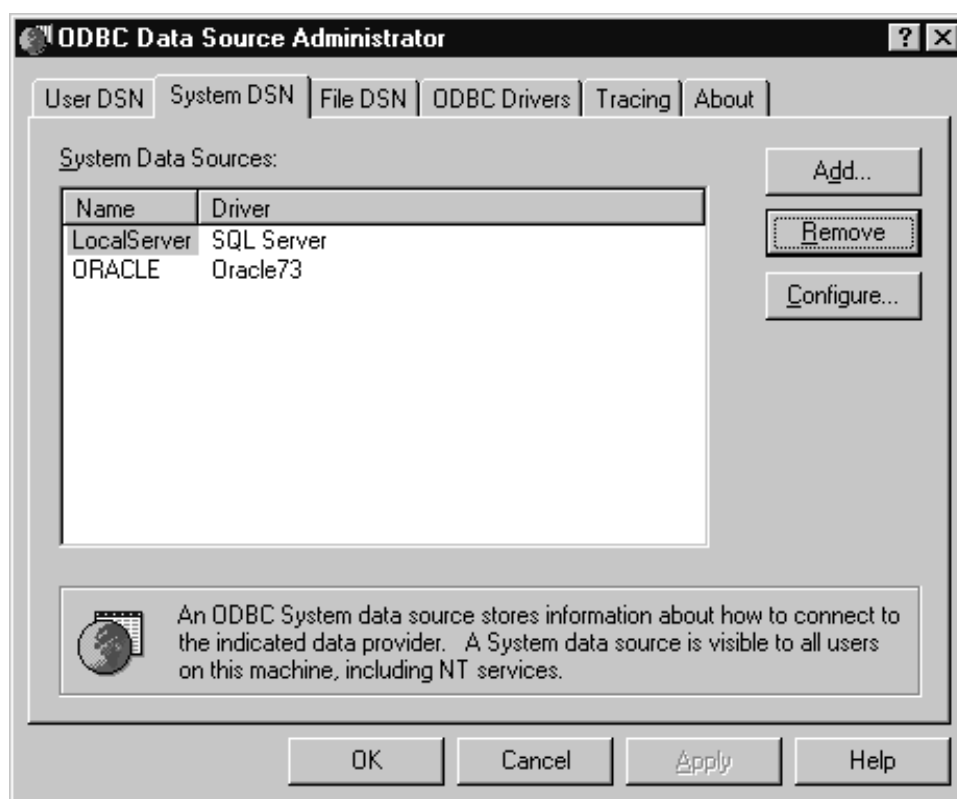 ODBC Data Source Administrator
User DSN System DSN File DSN ODBC Drivers Tracing About
System Data Sources:
Add...
Name Driver
Remove
LocalServer SQL Server
ORACLE Oracle73
Configure...
An ODBC System data source stores information about how to connect to
the indicated data provider. A System data source is visible to all users
on this machine, including NT services.
OK Cancel Apply Help